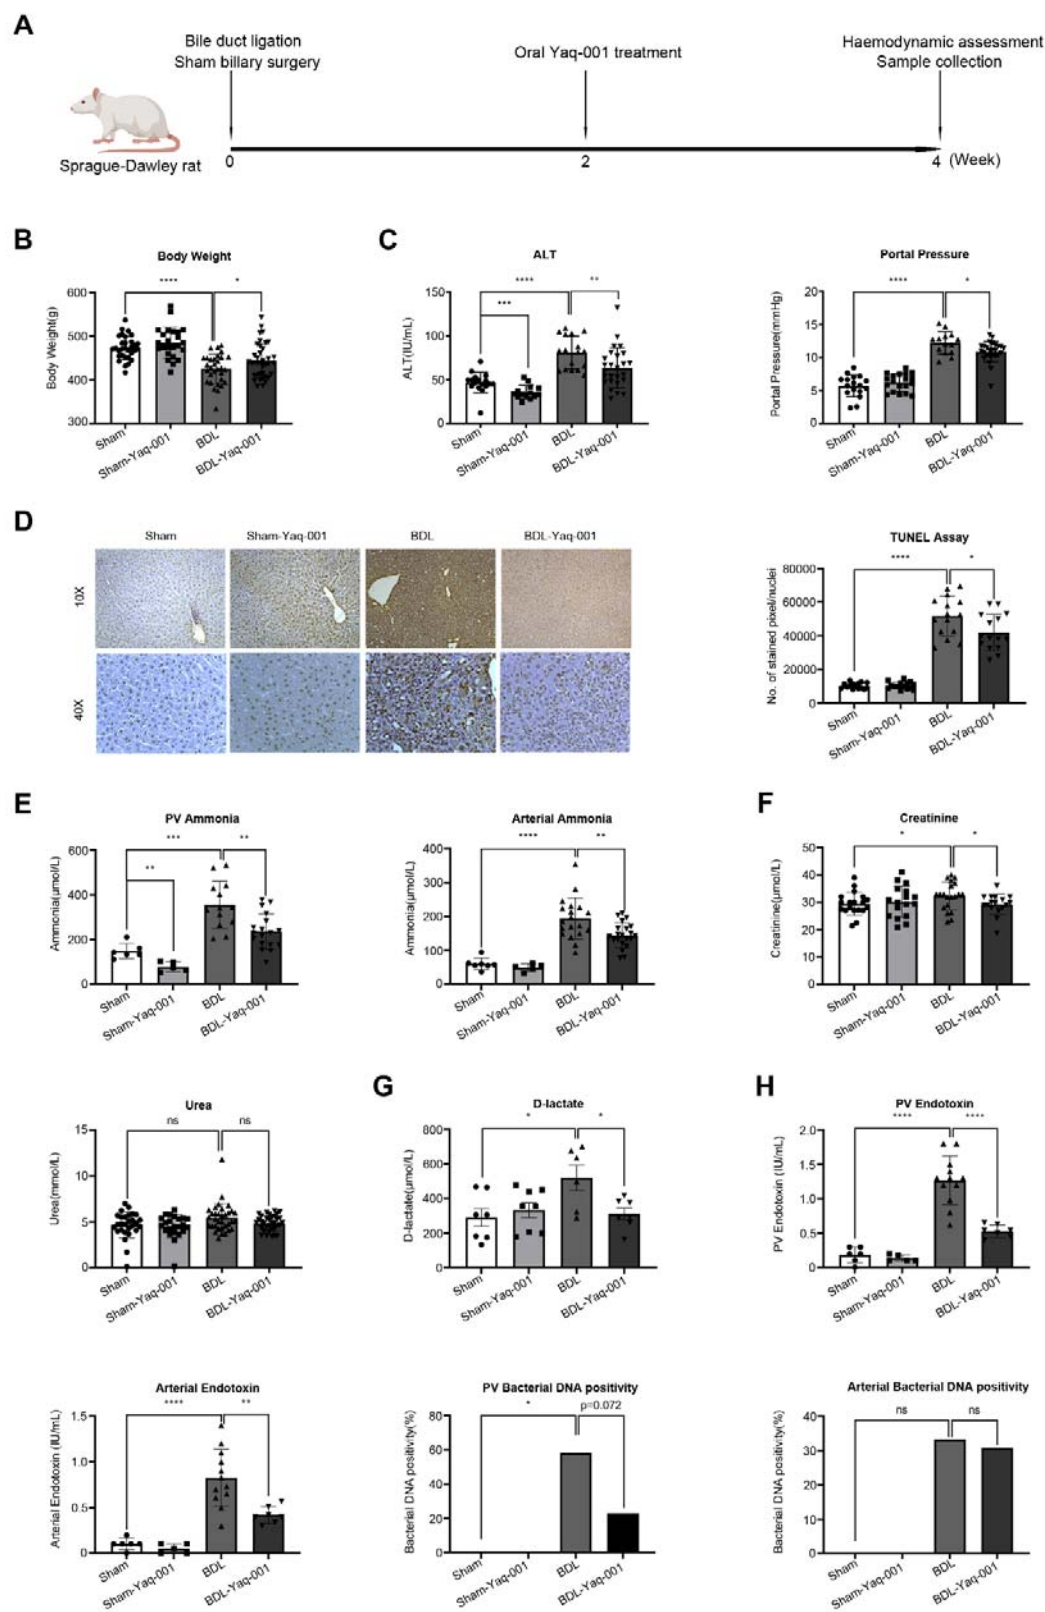 A
Bile duct ligation
Sham billary surgery
Oral Yaq-001 treatment
Haemodynamic assessment
Sample collection
Sprague-Dawley rat
0
2
4 (Week)
B
Body Weight
**** *
Body Weight(g)
600
500
400
300
Sham
Sham-Yaq-001
BDL
BDL-Yaq-001
C
ALT
**** **
***
ALT(IU/mL)
150
100
50
0
Sham
Sham-Yaq-001
BDL
BDL-Yaq-001
Portal Pressure
**** *
Portal Pressure(mmHg)
20
15
10
5
0
Sham
Sham-Yaq-001
BDL
BDL-Yaq-001
D
Sham
Sham-Yaq-001
BDL
BDL-Yaq-001
10X
40X
TUNEL Assay
**** *
No. of stained pixel/nuclei
80000
60000
40000
20000
0
Sham
Sham-Yaq-001
BDL
BDL-Yaq-001
E
PV Ammonia
*** **
**
Ammonia(μmol/L)
600
400
200
0
Sham
Sham-Yaq-001
BDL
BDL-Yaq-001
Arterial Ammonia
**** **
Ammonia(μmol/L)
400
300
200
100
0
Sham
Sham-Yaq-001
BDL
BDL-Yaq-001
F
Creatinine
* *
Creatinine(μmol/L)
50
40
30
20
10
0
Sham
Sham-Yaq-001
BDL
BDL-Yaq-001
Urea
ns ns
Urea(mmol/L)
15
10
5
0
Sham
Sham-Yaq-001
BDL
BDL-Yaq-001
G
D-lactate
* *
D-lactate(μmol/L)
800
600
400
200
0
Sham
Sham-Yaq-001
BDL
BDL-Yaq-001
H
PV Endotoxin
**** ****
PV Endotoxin (IU/mL)
2.0
1.5
1.0
0.5
0
Sham
Sham-Yaq-001
BDL
BDL-Yaq-001
Arterial Endotoxin
**** **
Arterial Endotoxin (IU/mL)
1.5
1.0
0.5
0
Sham
Sham-Yaq-001
BDL
BDL-Yaq-001
PV Bacterial DNA positivity
* p=0.072
Bacterial DNA positivity(%)
80
60
40
20
0
Sham
Sham-Yaq-001
BDL
BDL-Yaq-001
Arterial Bacterial DNA positivity
ns ns
Bacterial DNA positivity(%)
40
30
20
10
0
Sham
Sham-Yaq-001
BDL
BDL-Yaq-001